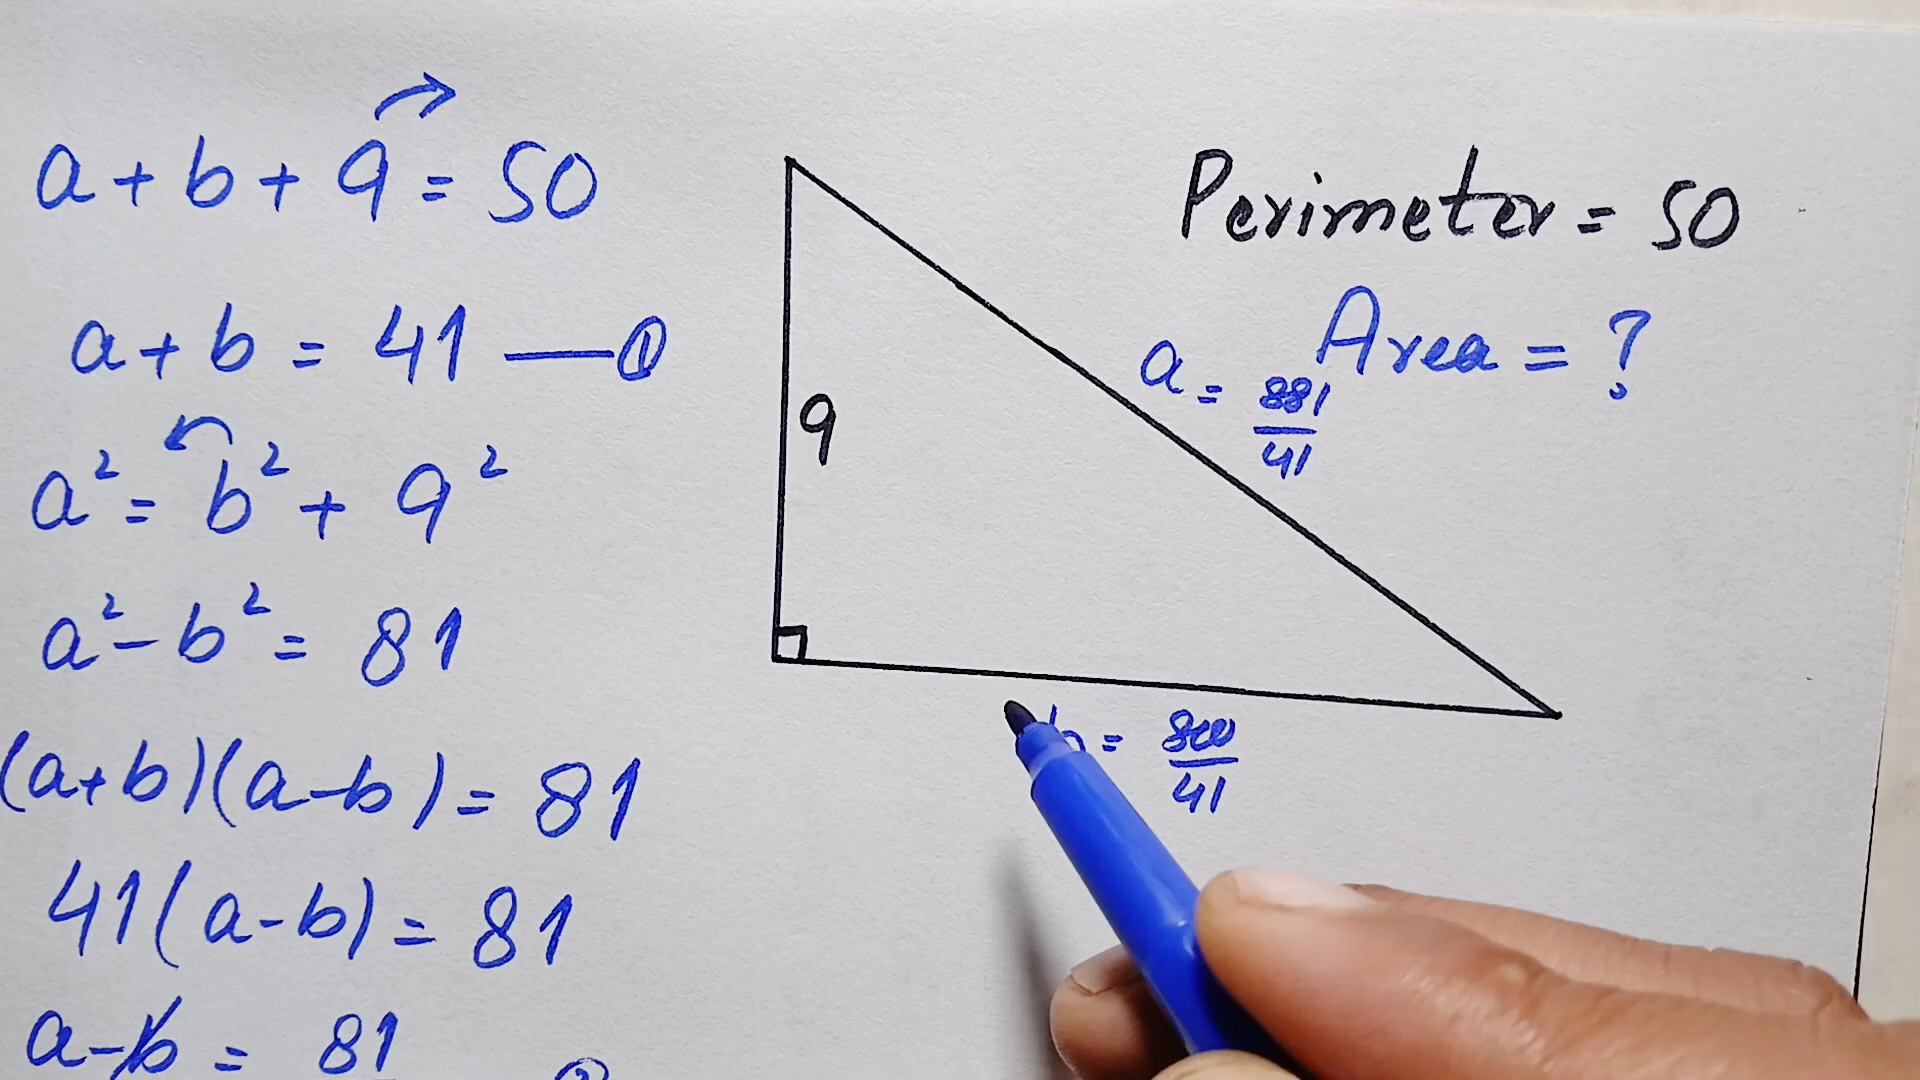 a + b + 9 = 50
a + b = 41 — ①
a² = b² + 9²
a² - b² = 81
(a+b)(a-b) = 81
41(a-b) = 81
a - b = 81
Perimeter = 50
Area = ?
a = 881/41
9
b = 800/41